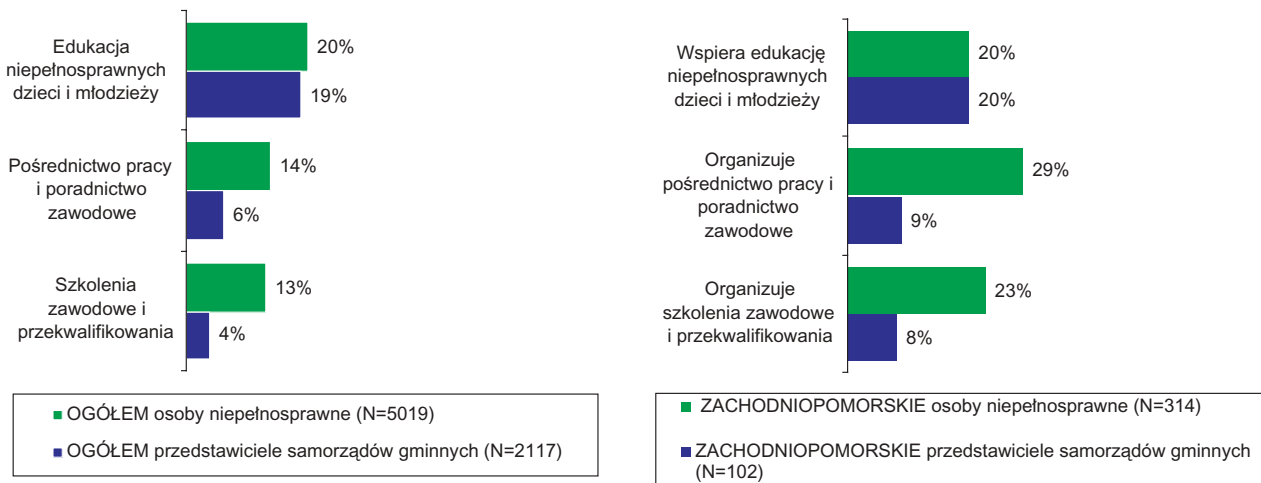 Edukacja
niepełnosprawnych
dzieci i młodzieży
20%
19%
Pośrednictwo pracy
i poradnictwo
zawodowe
14%
6%
Szkolenia
zawodowe i
przekwalifikowania
13%
4%
OGÓŁEM osoby niepełnosprawne (N=5019)
OGÓŁEM przedstawiciele samorządów gminnych (N=2117)
Wspiera edukację
niepełnosprawnych
dzieci i młodzieży
20%
20%
Organizuje
pośrednictwo pracy i
poradnictwo
zawodowe
29%
9%
Organizuje
szkolenia zawodowe
i przekwalifikowania
23%
8%
ZACHODNIOPOMORSKIE osoby niepełnosprawne (N=314)
ZACHODNIOPOMORSKIE przedstawiciele samorządów gminnych
(N=102)